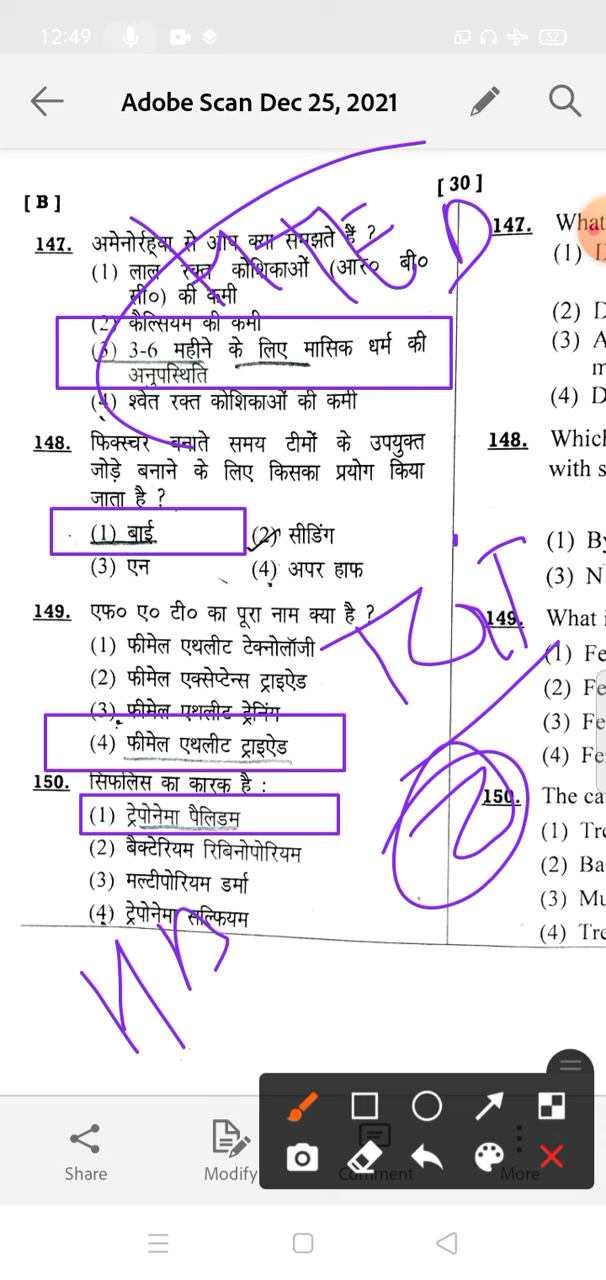 12:49
32
Adobe Scan Dec 25, 2021
[ B ]
[ 30 ]
147. अमेनोर्रहवा से आप क्या समझते हैं ?
(1) लाल रक्त कोशिकाओं (आर० बी०
सी०) की कमी
(2) कैल्सियम की कमी
(3) 3-6 महीने के लिए मासिक धर्म की
अनुपस्थिति
(4) श्वेत रक्त कोशिकाओं की कमी
148. फिक्स्चर बनाते समय टीमों के उपयुक्त
जोड़े बनाने के लिए किसका प्रयोग किया
जाता है ?
(1) बाई (2) सीडिंग
(3) एन (4) अपर हाफ
149. एफ० ए० टी० का पूरा नाम क्या है ?
(1) फीमेल एथलीट टेक्नोलॉजी
(2) फीमेल एक्सेप्टेन्स ट्राइऐड
(3) फीमेल एथलीट ट्रेनिंग
(4) फीमेल एथलीट ट्राइऐड
150. सिफलिस का कारक है :
(1) ट्रेपोनेमा पैलिडम
(2) बैक्टेरियम रिबिनोपोरियम
(3) मल्टीपोरियम डर्मा
(4) ट्रेपोनेमा सल्फियम
147. What
(1)
(2) D
(3) A
m
(4) D
148. Which
with s
(1) By
(3) N
149. What i
(1) Fe
(2) Fe
(3) Fe
(4) Fe
150. The ca
(1) Tre
(2) Ba
(3) Mu
(4) Tre
Share
Modify
Comment
More